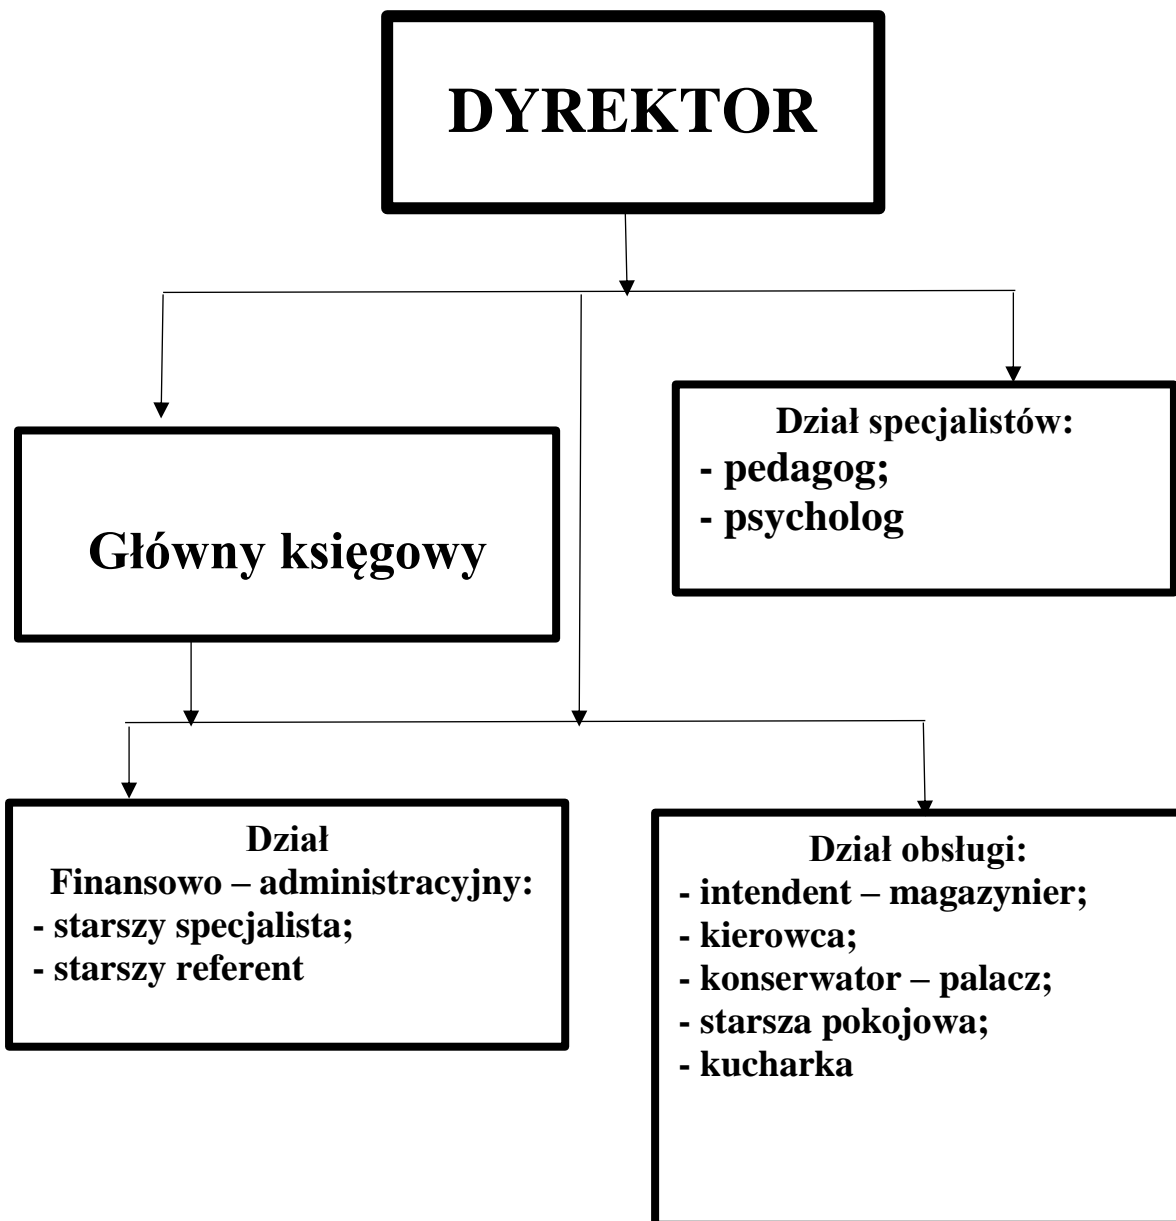 DYREKTOR
Dział specjalistów:
- pedagog;
- psycholog
Główny księgowy
Dział
Finansowo – administracyjny:
- starszy specjalista;
- starszy referent
Dział obsługi:
- intendent – magazynier;
- kierowca;
- konserwator – palacz;
- starsza pokojowa;
- kucharka